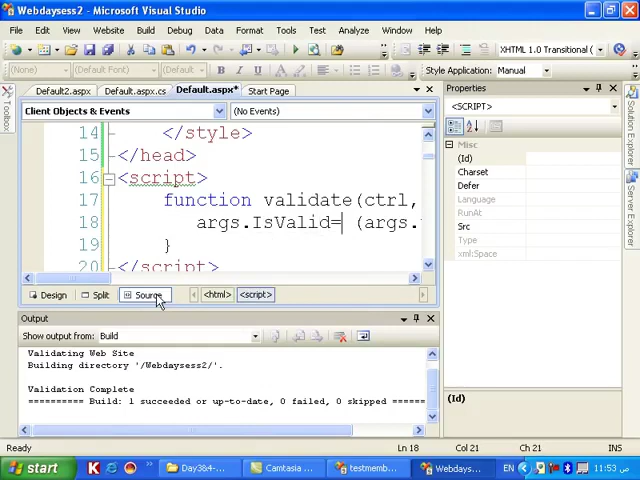 Webdaysess2 - Microsoft Visual Studio
File Edit View Website Build Debug Data Format Tools Test Analyze Window Help
XHTML 1.0 Transitional (
(None) (Default Font) (Default Style Application: Manual
Default2.aspx Default.aspx.cs Default.aspx* Start Page
Client Objects & Events (No Events)
14 </style>
15 </head>
16 <script>
17 function validate(ctrl,
18 args.IsValid= (args.
19 }
20 </script>
Design Split Source <html> <script>
Output
Show output from: Build
Validating Web Site
Building directory '/Webdaysess2/'.
Validation Complete
========== Build: 1 succeeded or up-to-date, 0 failed, 0 skipped ======
Properties
<SCRIPT>
Misc
(Id)
Charset
Defer
Language
RunAt
Src
Type
xml:Space
(Id)
Toolbox
Solution Explorer
Server Explorer
Ready Ln 18 Col 21 Ch 21 INS
start Day3&4-... Camtasia ... testmemb... Webdays... EN 11:53 ص